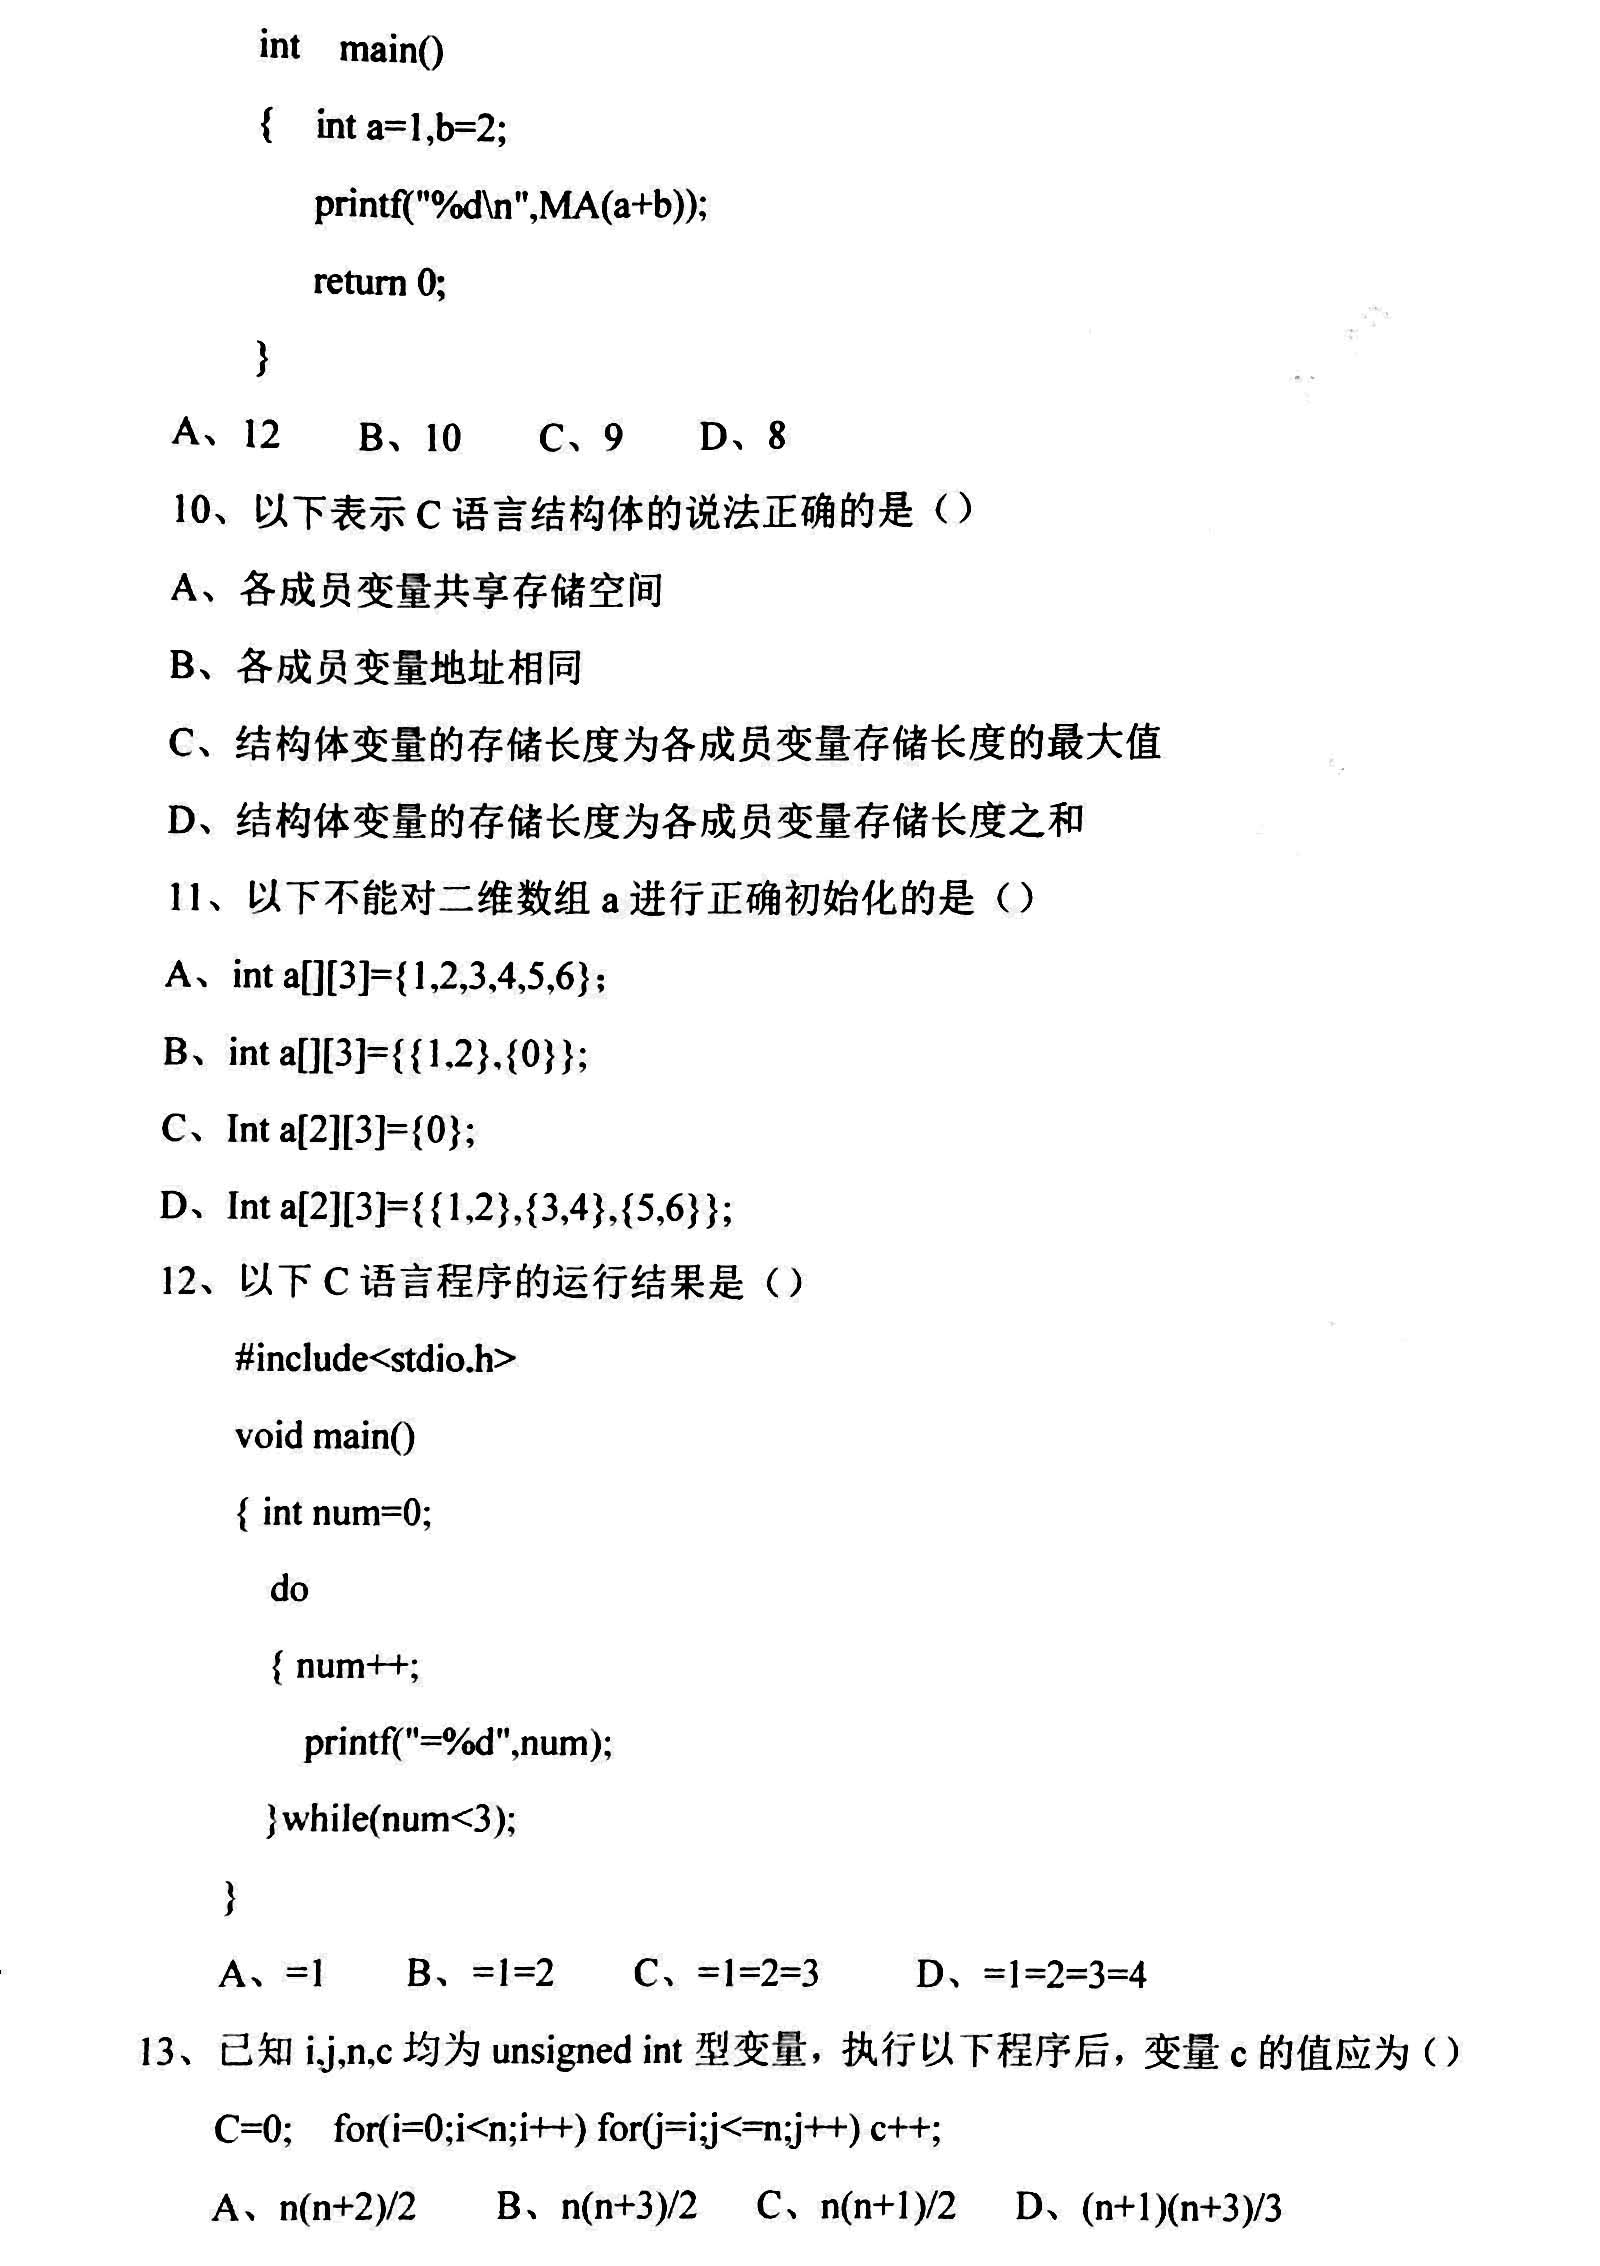 int main()
{ int a=1,b=2;
printf("%d\n",MA(a+b));
return 0;
}
A、12 B、10 C、9 D、8
10、以下表示 C 语言结构体的说法正确的是（）
A、各成员变量共享存储空间
B、各成员变量地址相同
C、结构体变量的存储长度为各成员变量存储长度的最大值
D、结构体变量的存储长度为各成员变量存储长度之和
11、以下不能对二维数组 a 进行正确初始化的是（）
A、int a[][3]={1,2,3,4,5,6};
B、int a[][3]={{1,2},{0}};
C、Int a[2][3]={0};
D、Int a[2][3]={{1,2},{3,4},{5,6}};
12、以下 C 语言程序的运行结果是（）
#include<stdio.h>
void main()
{ int num=0;
do
{ num++;
printf("=%d",num);
}while(num<3);
}
A、=1 B、=1=2 C、=1=2=3 D、=1=2=3=4
13、已知 i,j,n,c 均为 unsigned int 型变量，执行以下程序后，变量 c 的值应为（）
C=0; for(i=0;i<n;i++) for(j=i;j<=n;j++) c++;
A、n(n+2)/2 B、n(n+3)/2 C、n(n+1)/2 D、(n+1)(n+3)/3